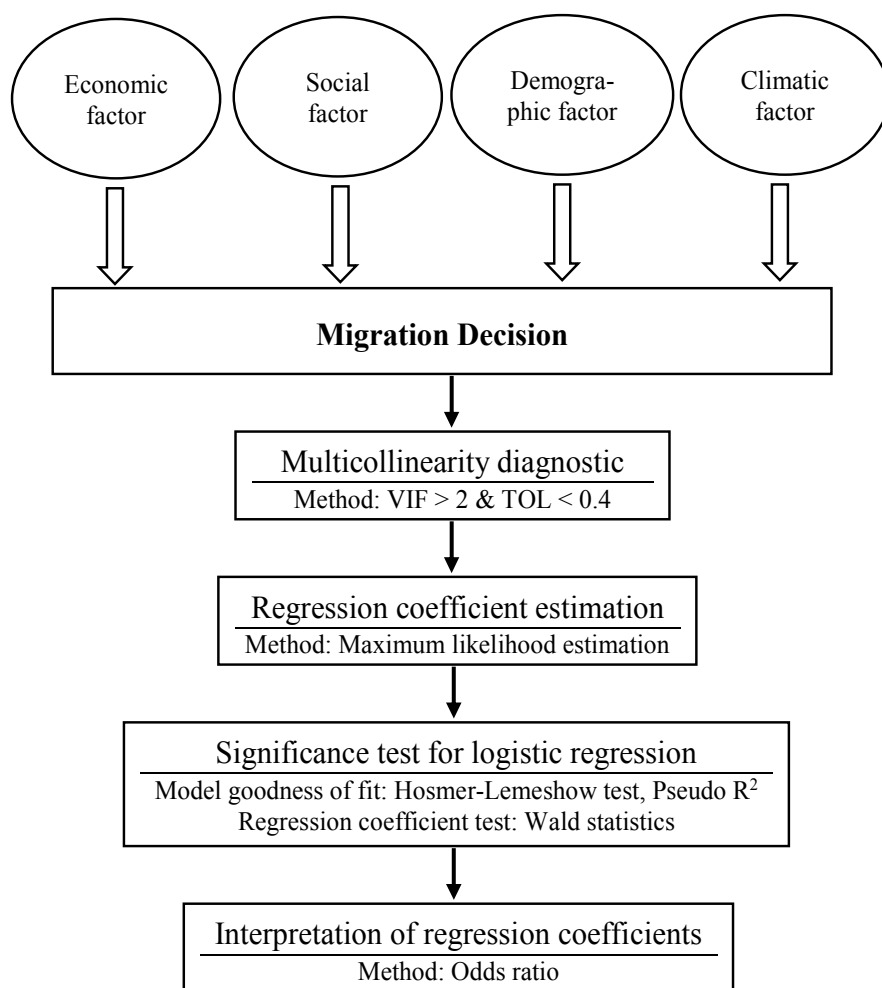 Economic
factor
Social
factor
Demogra-
phic factor
Climatic
factor
Migration Decision
Multicollinearity diagnostic
Method: VIF > 2 & TOL < 0.4
Regression coefficient estimation
Method: Maximum likelihood estimation
Significance test for logistic regression
Model goodness of fit: Hosmer-Lemeshow test, Pseudo R²
Regression coefficient test: Wald statistics
Interpretation of regression coefficients
Method: Odds ratio